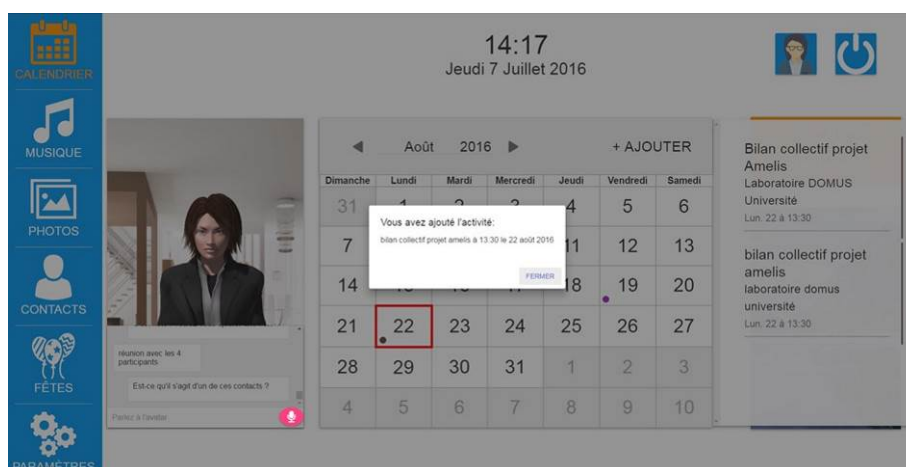 14:17
Jeudi 7 Juillet 2016
CALENDRIER
MUSIQUE
PHOTOS
CONTACTS
FÊTES
PARAMÈTRES
réunion avec les 4
participants
Est-ce qu'il s'agit d'un de ces contacts ?
Parlez à l'avatar
Août 2016
+ AJOUTER
Dimanche Lundi Mardi Mercredi Jeudi Vendredi Samedi
31 1 2 3 4 5 6
7 11 12 13
14 18 19 20
21 22 23 24 25 26 27
28 29 30 31 1 2 3
4 5 6 7 8 9 10
Vous avez ajouté l'activité:
bilan collectif projet amelis à 13:30 le 22 août 2016
FERMER
Bilan collectif projet
Amelis
Laboratoire DOMUS
Université
Lun. 22 à 13:30
bilan collectif projet
amelis
laboratoire domus
université
Lun. 22 à 13:30